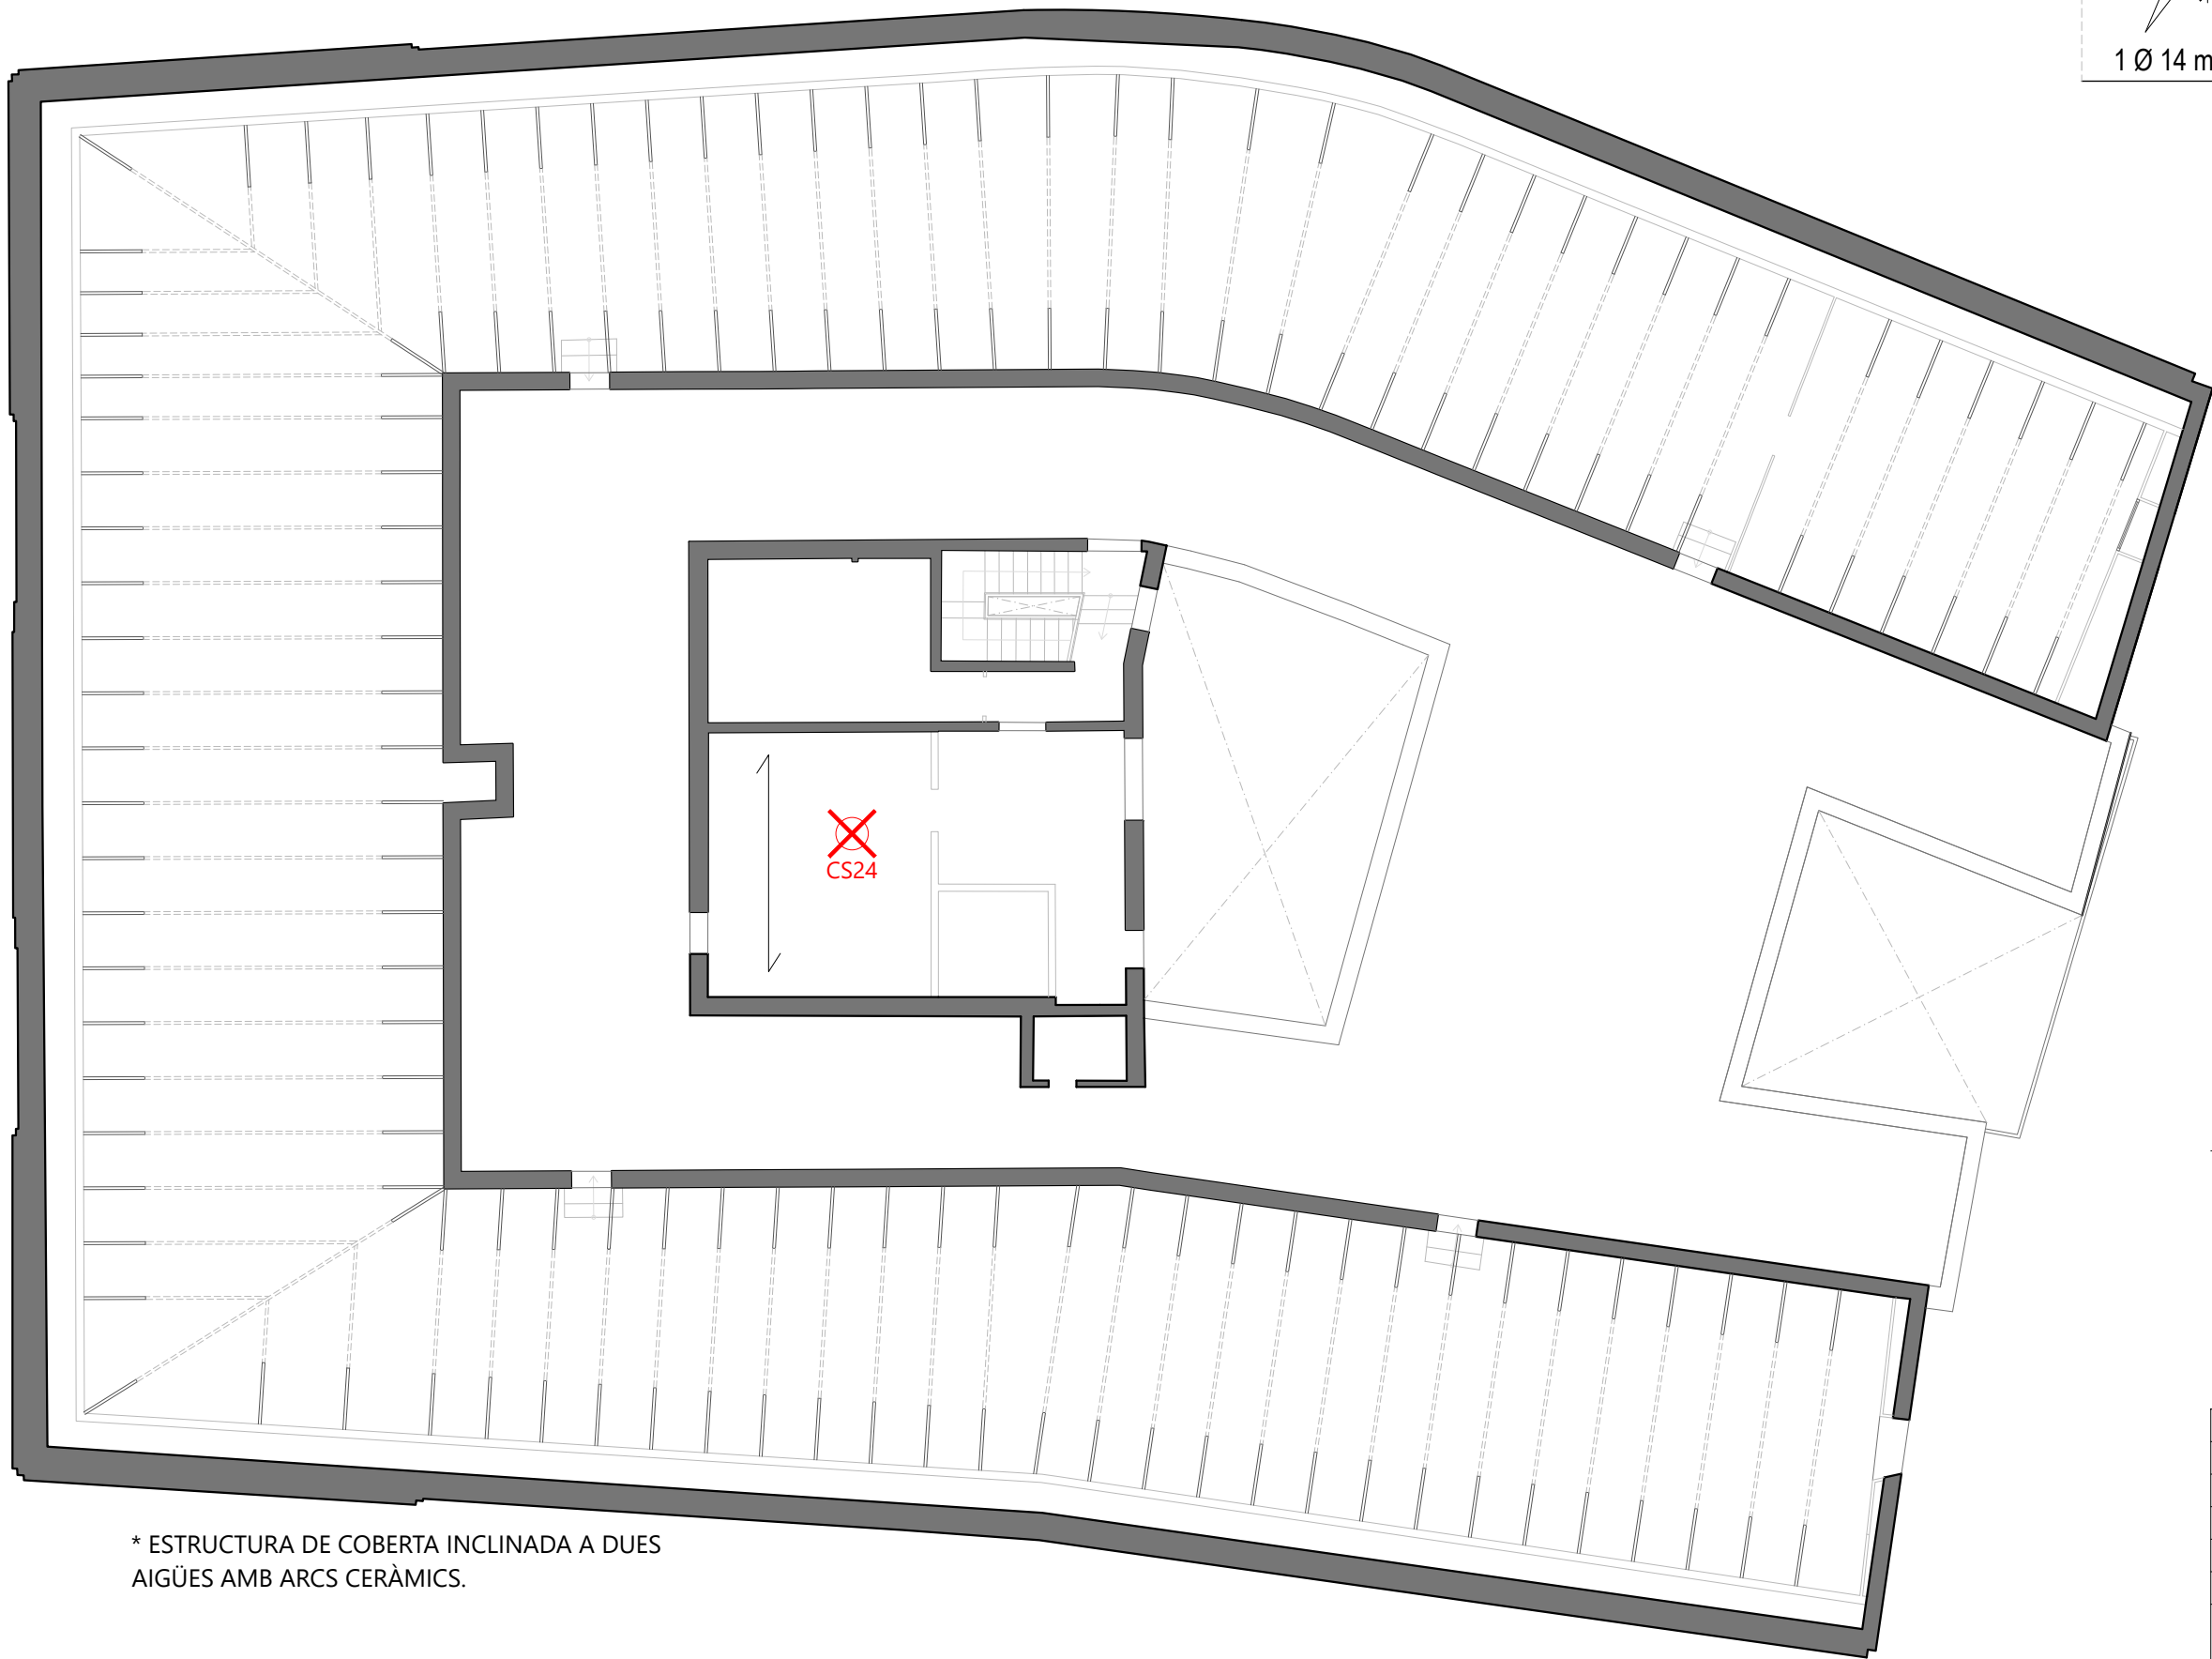 1 Ø 14 m
CS24
* ESTRUCTURA DE COBERTA INCLINADA A DUES
AIGÜES AMB ARCS CERÀMICS.